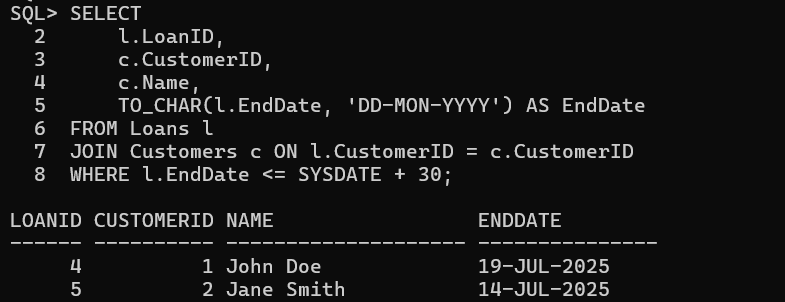 SQL> SELECT
  2      l.LoanID,
  3      c.CustomerID,
  4      c.Name,
  5      TO_CHAR(l.EndDate, 'DD-MON-YYYY') AS EndDate
  6  FROM Loans l
  7  JOIN Customers c ON l.CustomerID = c.CustomerID
  8  WHERE l.EndDate <= SYSDATE + 30;

LOANID CUSTOMERID NAME                 ENDDATE
------ ---------- -------------------- ---------------
     4          1 John Doe             19-JUL-2025
     5          2 Jane Smith           14-JUL-2025